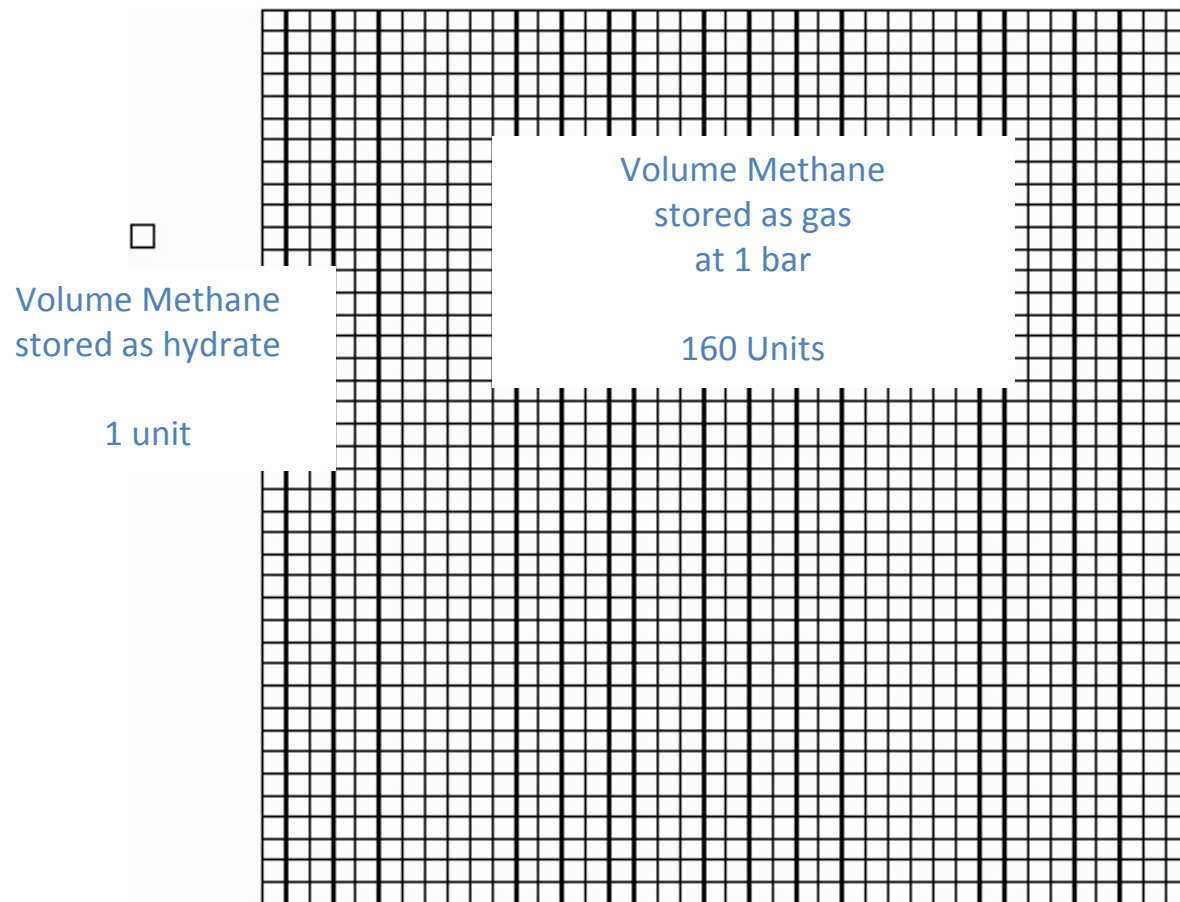 Volume Methane
stored as hydrate
1 unit
Volume Methane
stored as gas
at 1 bar
160 Units